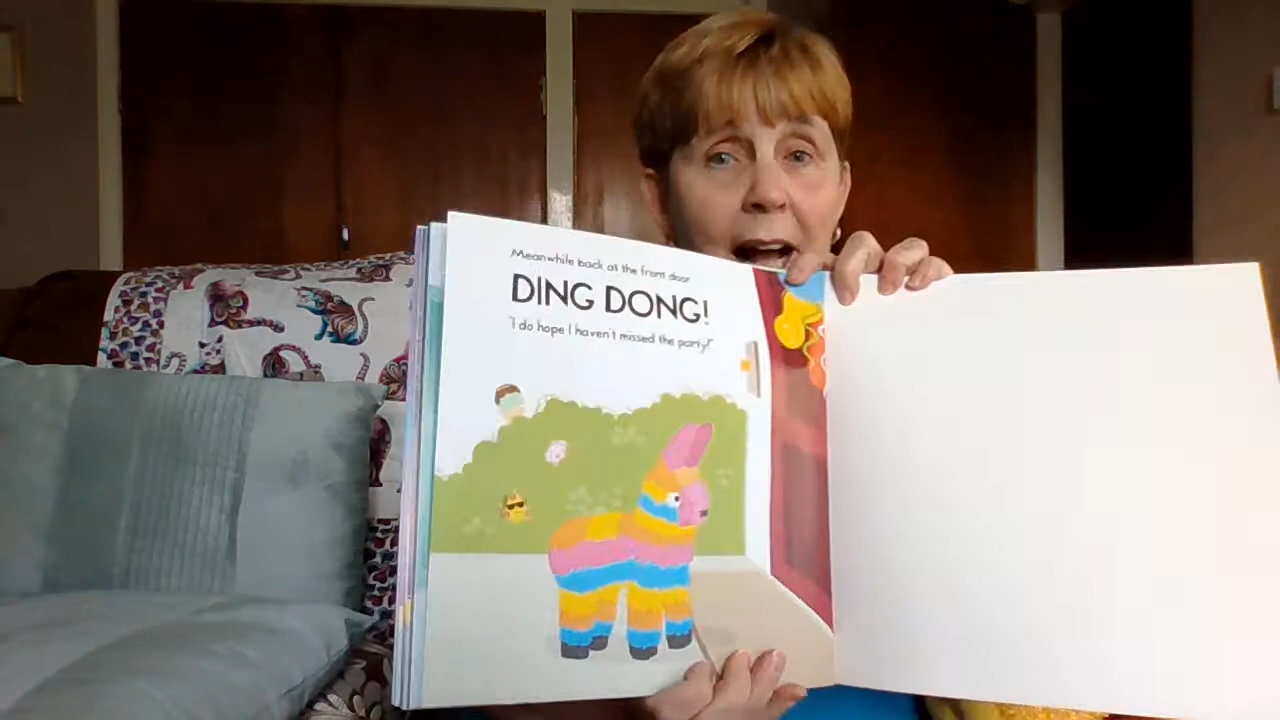 Meanwhile back at the front door
DING DONG!
"I do hope I haven't missed the party!"